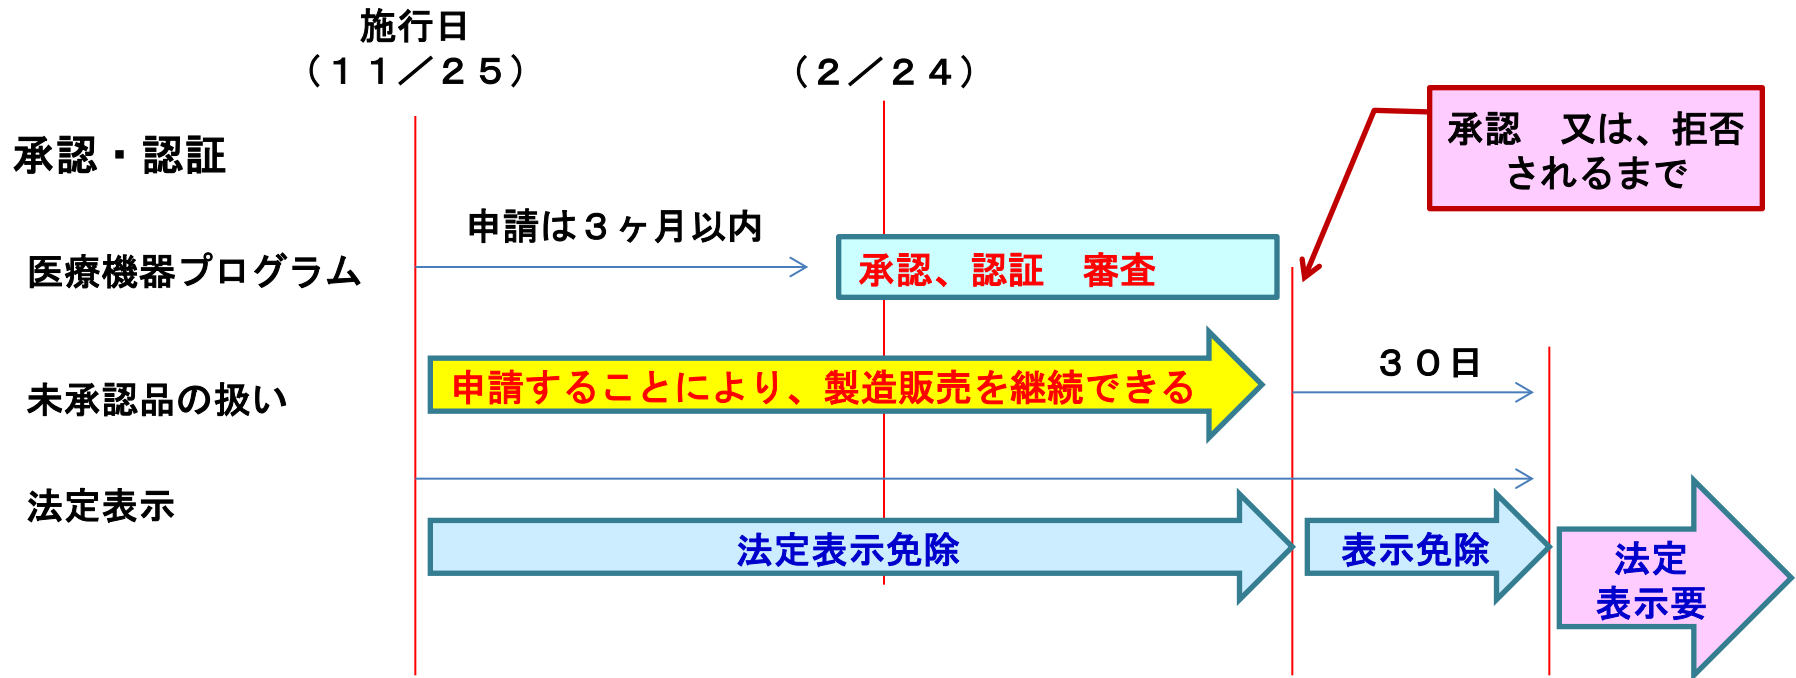 施行日
（１１／２５）
（２／２４）
承認・認証
承認　又は、拒否
されるまで
申請は３ヶ月以内
医療機器プログラム
承認、認証　審査
３０日
未承認品の扱い
申請することにより、製造販売を継続できる
法定表示
法定表示免除
表示免除
法定
表示要